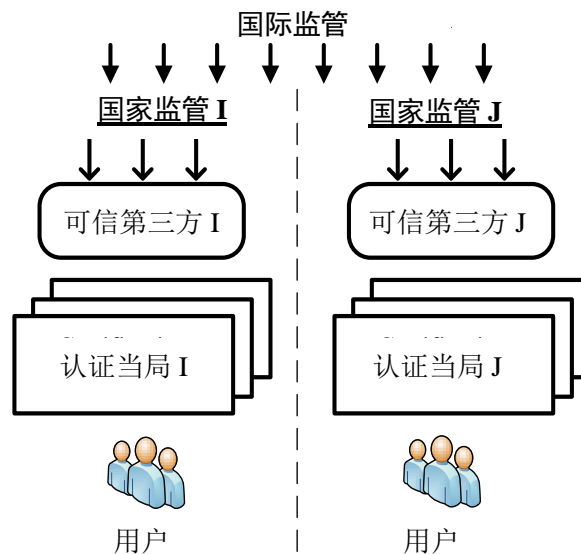 国际监管
国家监管 I
国家监管 J
可信第三方 I
可信第三方 J
认证当局 I
认证当局 J
用户
用户